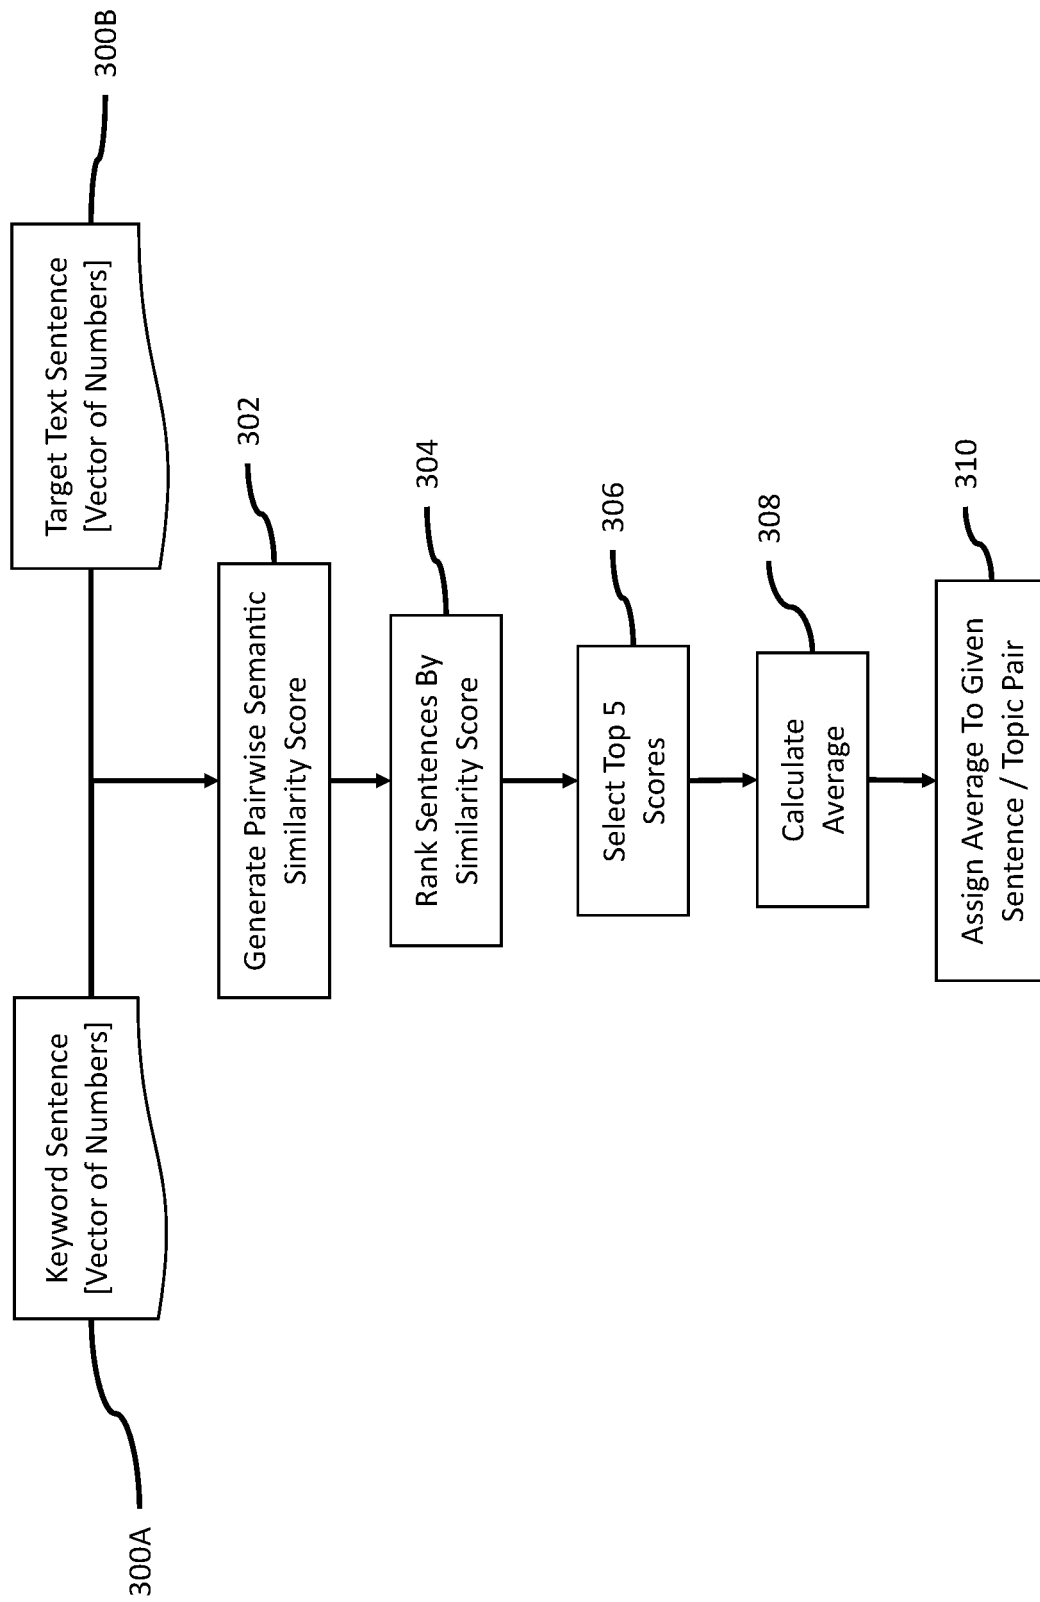 300A
Keyword Sentence
[Vector of Numbers]
Target Text Sentence
[Vector of Numbers]
300B
Generate Pairwise Semantic
Similarity Score
302
Rank Sentences By
Similarity Score
304
Select Top 5
Scores
306
Calculate
Average
308
Assign Average To Given
Sentence / Topic Pair
310